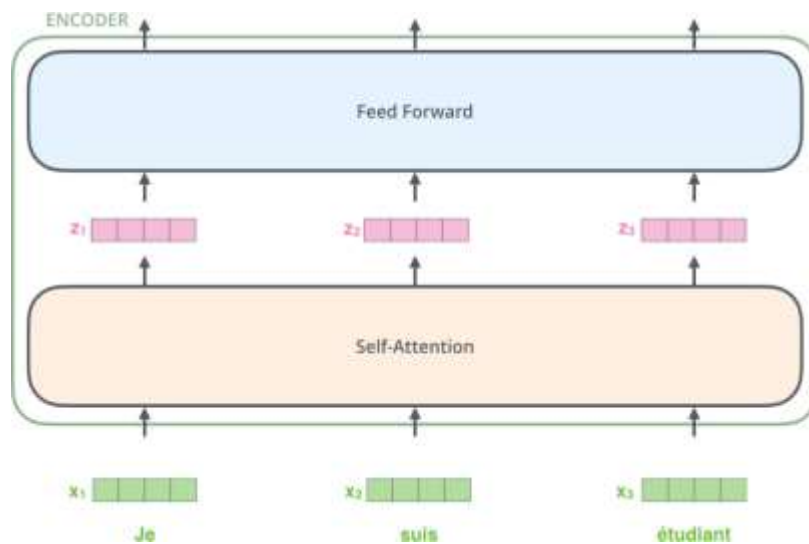 ENCODER
Feed Forward
z₁ z₂ z₃
Self-Attention
x₁ x₂ x₃
Je suis étudiant